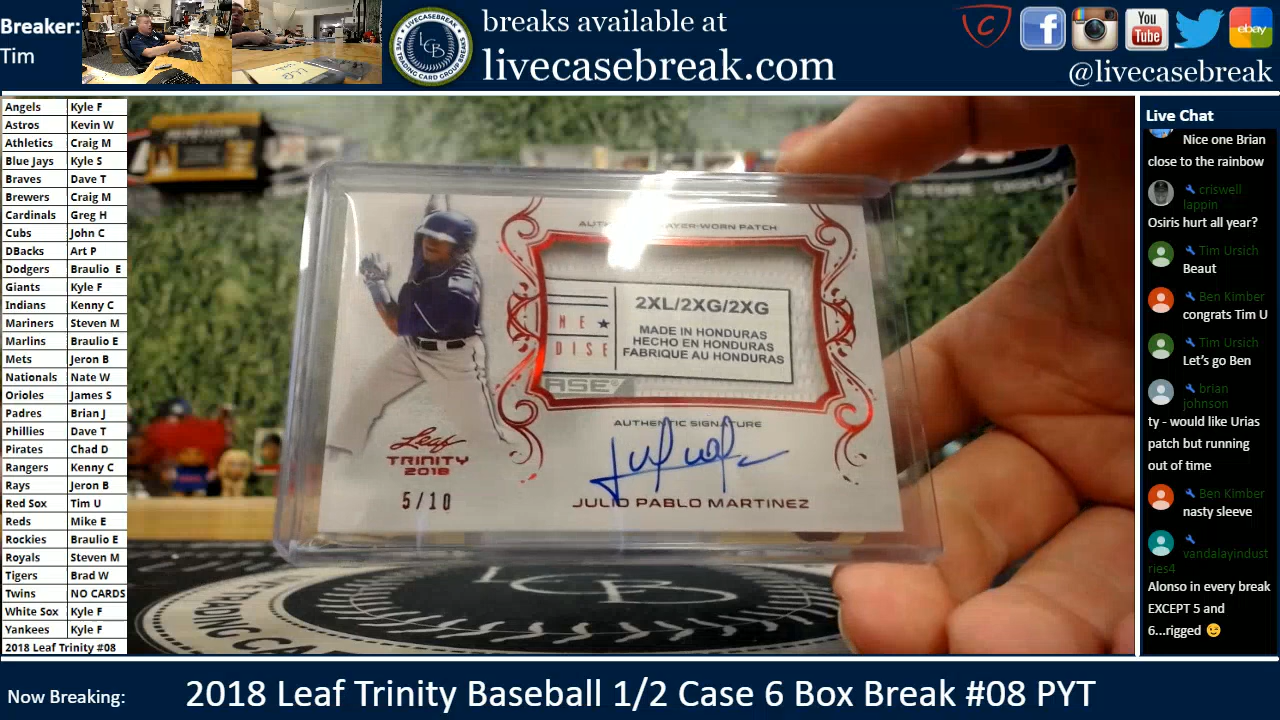 Breaker:
Tim
LIVECASEBREAK
LCB
breaks available at
livecasebreak.com
You
Tube
ebay
@livecasebreak
Angels Kyle F
Astros Kevin W
Athletics Craig M
Blue Jays Kyle S
Braves Dave T
Brewers Craig M
Cardinals Greg H
Cubs John C
DBacks Art P
Dodgers Braulio E
Giants Kyle F
Indians Kenny C
Mariners Steven M
Marlins Braulio E
Mets Jeron B
Nationals Nate W
Orioles James S
Padres Brian J
Phillies Dave T
Pirates Chad D
Rangers Kenny C
Rays Jeron B
Red Sox Tim U
Reds Mike E
Rockies Braulio E
Royals Steven M
Tigers Brad W
Twins NO CARDS
White Sox Kyle F
Yankees Kyle F
2018 Leaf Trinity #08
2XL/2XG/2XG
NE★
DISE
MADE IN HONDURAS
HECHO EN HONDURAS
FABRIQUE AU HONDURAS
AUTHENTIC SIGNATURE
JULIO PABLO MARTINEZ
Leaf
TRINITY
2018
5/10
LCB
Live Chat
Nice one Brian
close to the rainbow
criswell
lappin
Osiris hurt all year?
Tim Ursich
Beaut
Ben Kimber
congrats Tim U
Tim Ursich
Let's go Ben
brian
johnson
ty - would like Urias
patch but running
out of time
Ben Kimber
nasty sleeve
vandalayindust
ries4
Alonso in every break
EXCEPT 5 and
6...rigged 😉
Now Breaking:
2018 Leaf Trinity Baseball 1/2 Case 6 Box Break #08 PYT